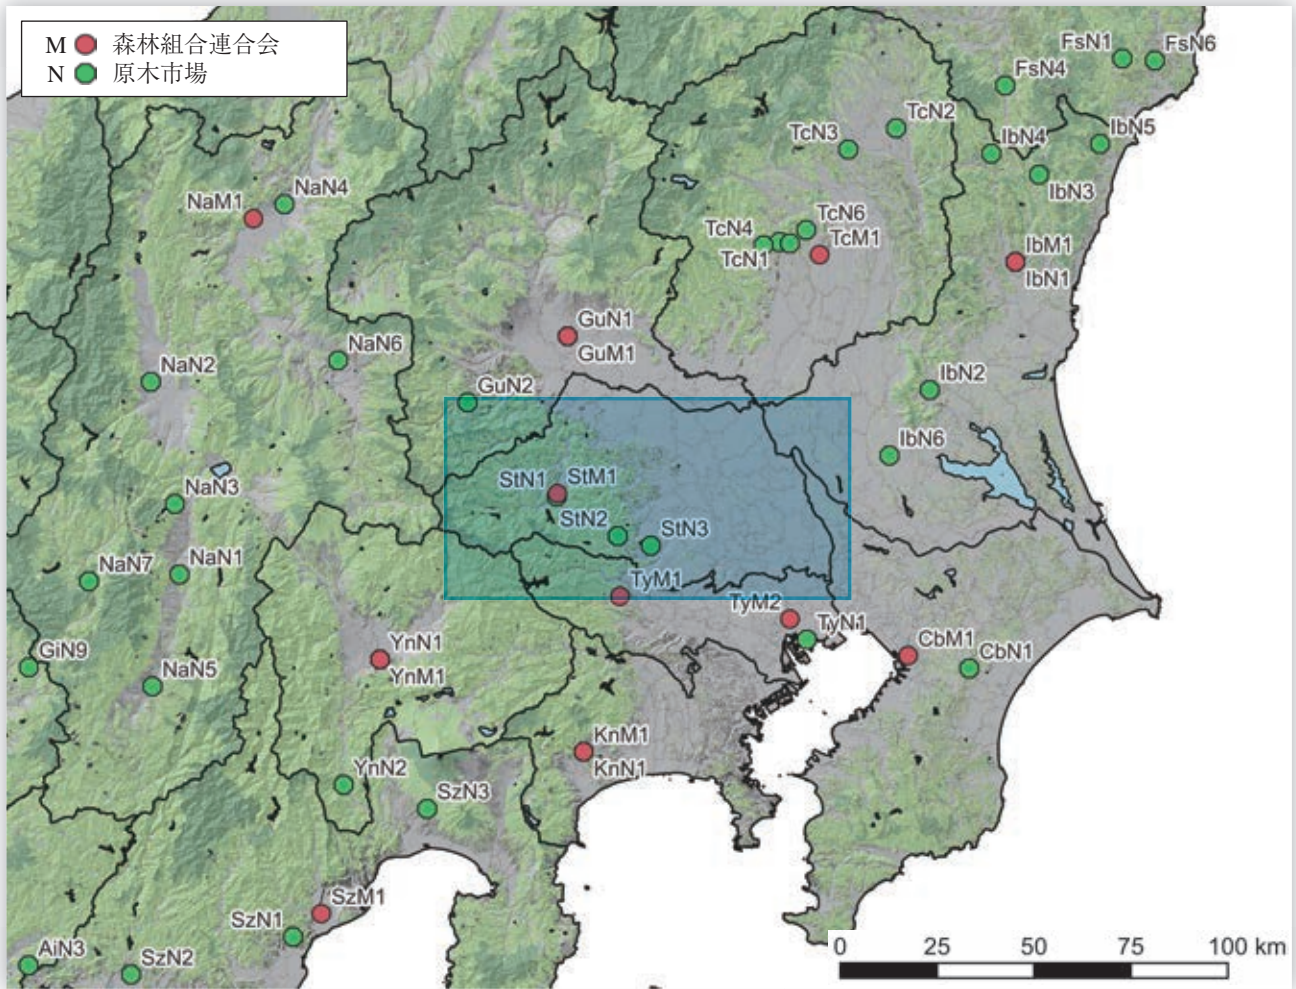 M 森林組合連合会
N 原木市場
FsN1
FsN6
FsN4
TcN2
TcN3
IbN4
IbN5
IbN3
NaM1
NaN4
TcN4
TcN6
TcN1
TcM1
IbM1
IbN1
GuN1
GuM1
NaN6
NaN2
GuN2
IbN2
IbN6
StN1
StM1
NaN3
StN2
StN3
NaN7
NaN1
TyM1
TyM2
TyN1
GiN9
YnN1
YnM1
CbM1
CbN1
NaN5
KnM1
KnN1
YnN2
SzN3
SzM1
SzN1
AiN3
SzN2
0 25 50 75 100 km